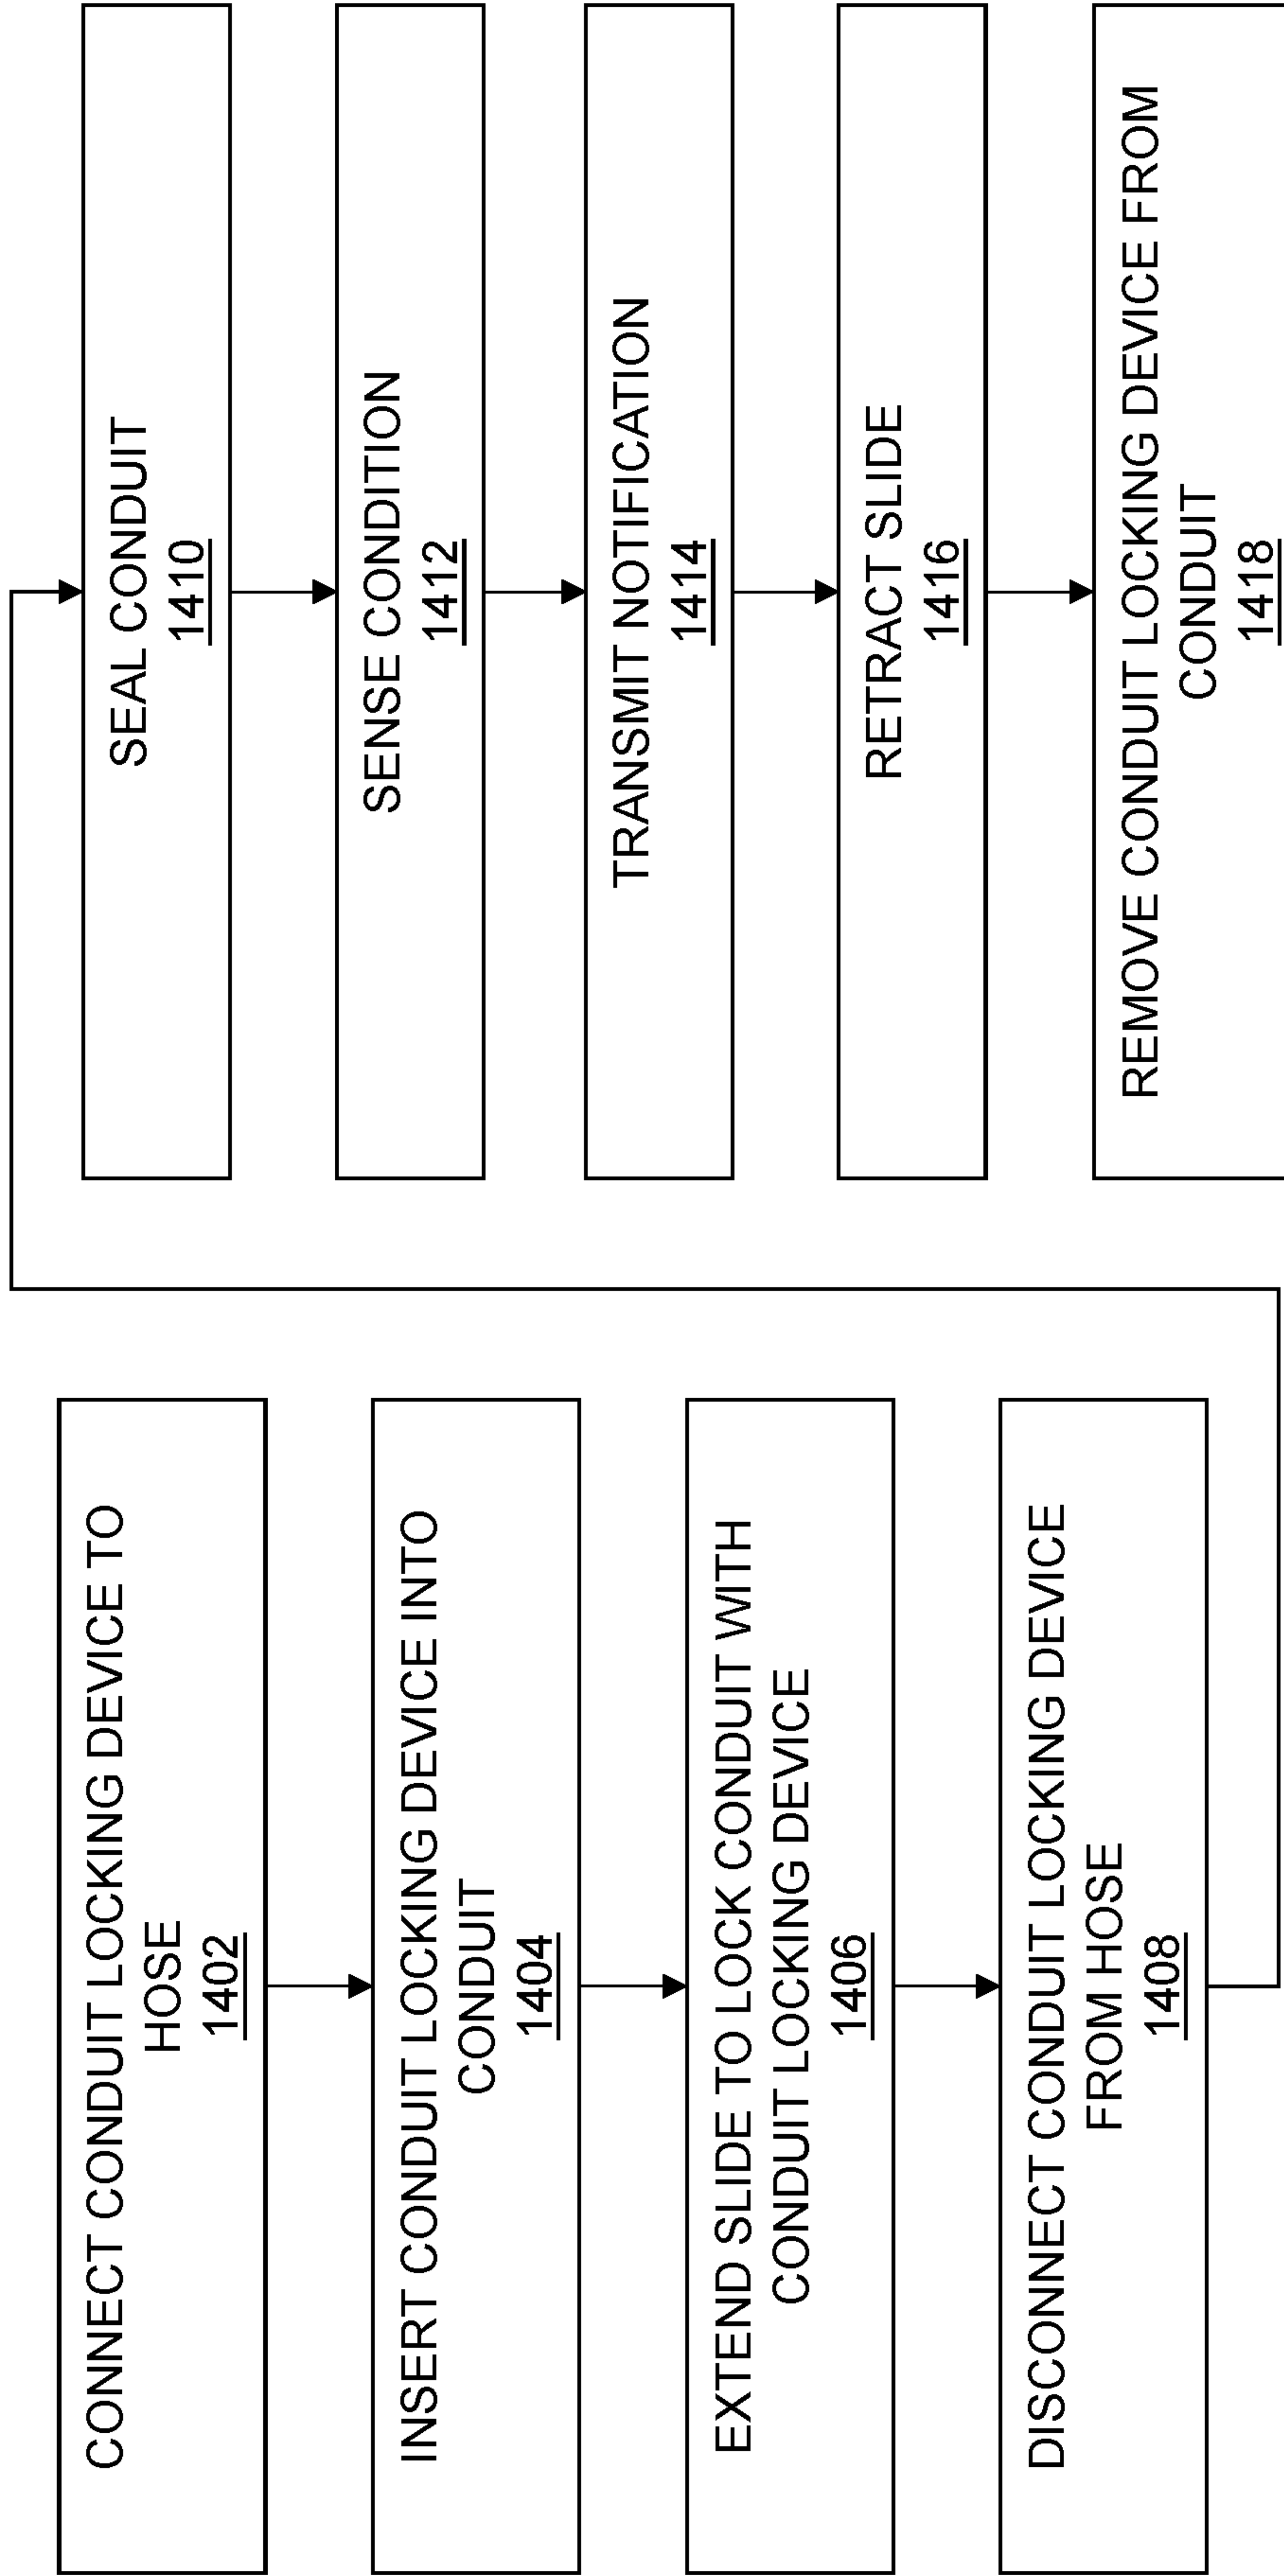 CONNECT CONDUIT LOCKING DEVICE TO
HOSE
1402
INSERT CONDUIT LOCKING DEVICE INTO
CONDUIT
1404
EXTEND SLIDE TO LOCK CONDUIT WITH
CONDUIT LOCKING DEVICE
1406
DISCONNECT CONDUIT LOCKING DEVICE
FROM HOSE
1408
SEAL CONDUIT
1410
SENSE CONDITION
1412
TRANSMIT NOTIFICATION
1414
RETRACT SLIDE
1416
REMOVE CONDUIT LOCKING DEVICE FROM
CONDUIT
1418